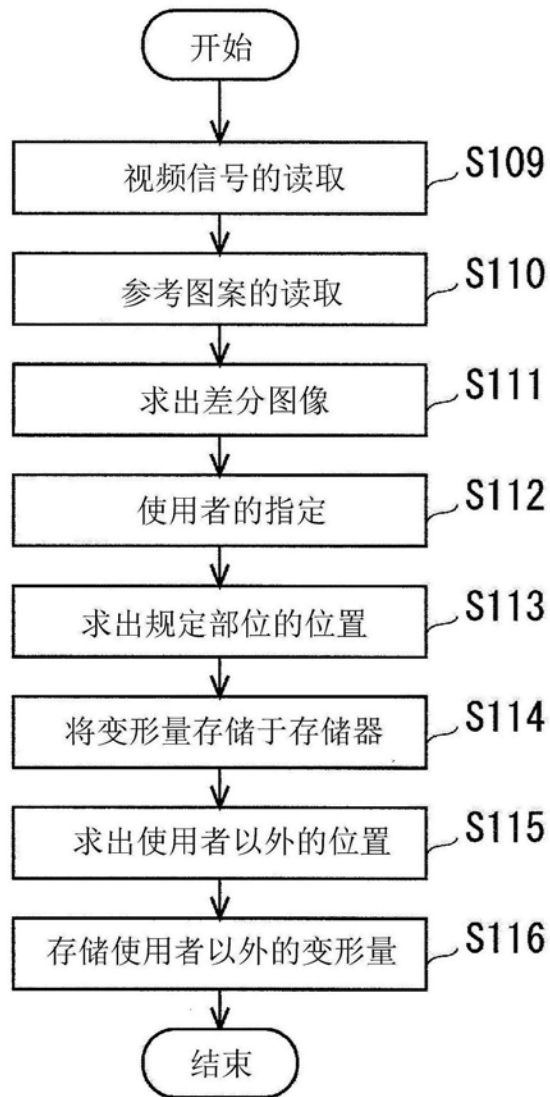 开始
视频信号的读取 S109
参考图案的读取 S110
求出差分图像 S111
使用者的指定 S112
求出规定部位的位置 S113
将变形量存储于存储器 S114
求出使用者以外的位置 S115
存储使用者以外的变形量 S116
结束